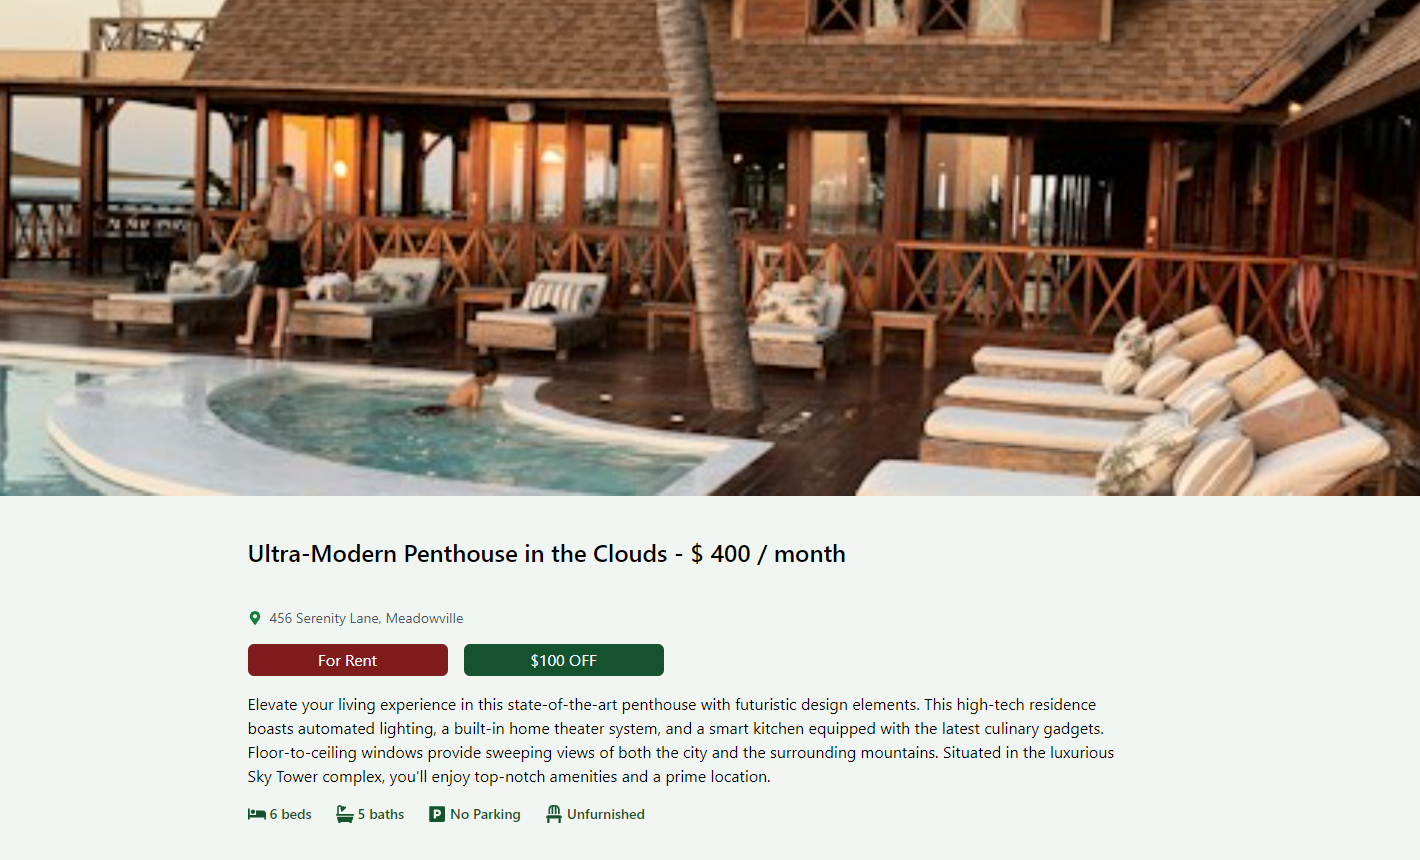 Ultra-Modern Penthouse in the Clouds - $ 400 / month
456 Serenity Lane, Meadowville
For Rent
$100 OFF
Elevate your living experience in this state-of-the-art penthouse with futuristic design elements. This high-tech residence
boasts automated lighting, a built-in home theater system, and a smart kitchen equipped with the latest culinary gadgets.
Floor-to-ceiling windows provide sweeping views of both the city and the surrounding mountains. Situated in the luxurious
Sky Tower complex, you'll enjoy top-notch amenities and a prime location.
6 beds
5 baths
P No Parking
Unfurnished